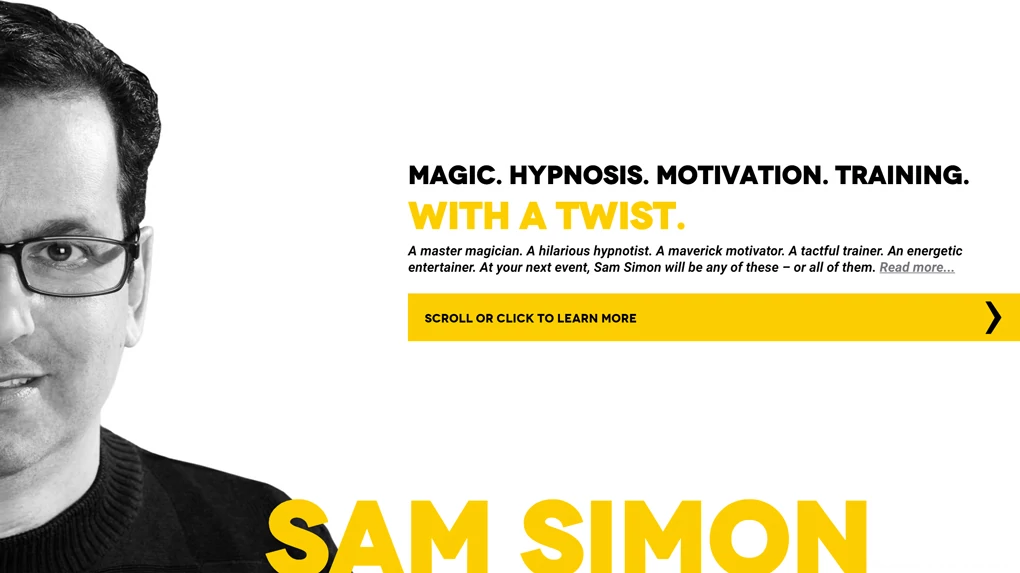 MAGIC. HYPNOSIS. MOTIVATION. TRAINING.
WITH A TWIST.
A master magician. A hilarious hypnotist. A maverick motivator. A tactful trainer. An energetic
entertainer. At your next event, Sam Simon will be any of these – or all of them. Read more...
SCROLL OR CLICK TO LEARN MORE
SAM SIMON